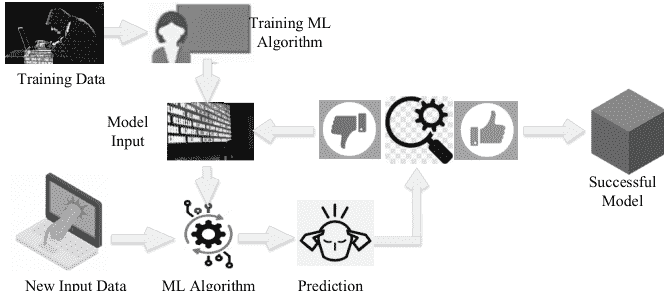 Training ML
Algorithm
Training Data
Model
Input
Successful
Model
New Input Data
ML Algorithm
Prediction